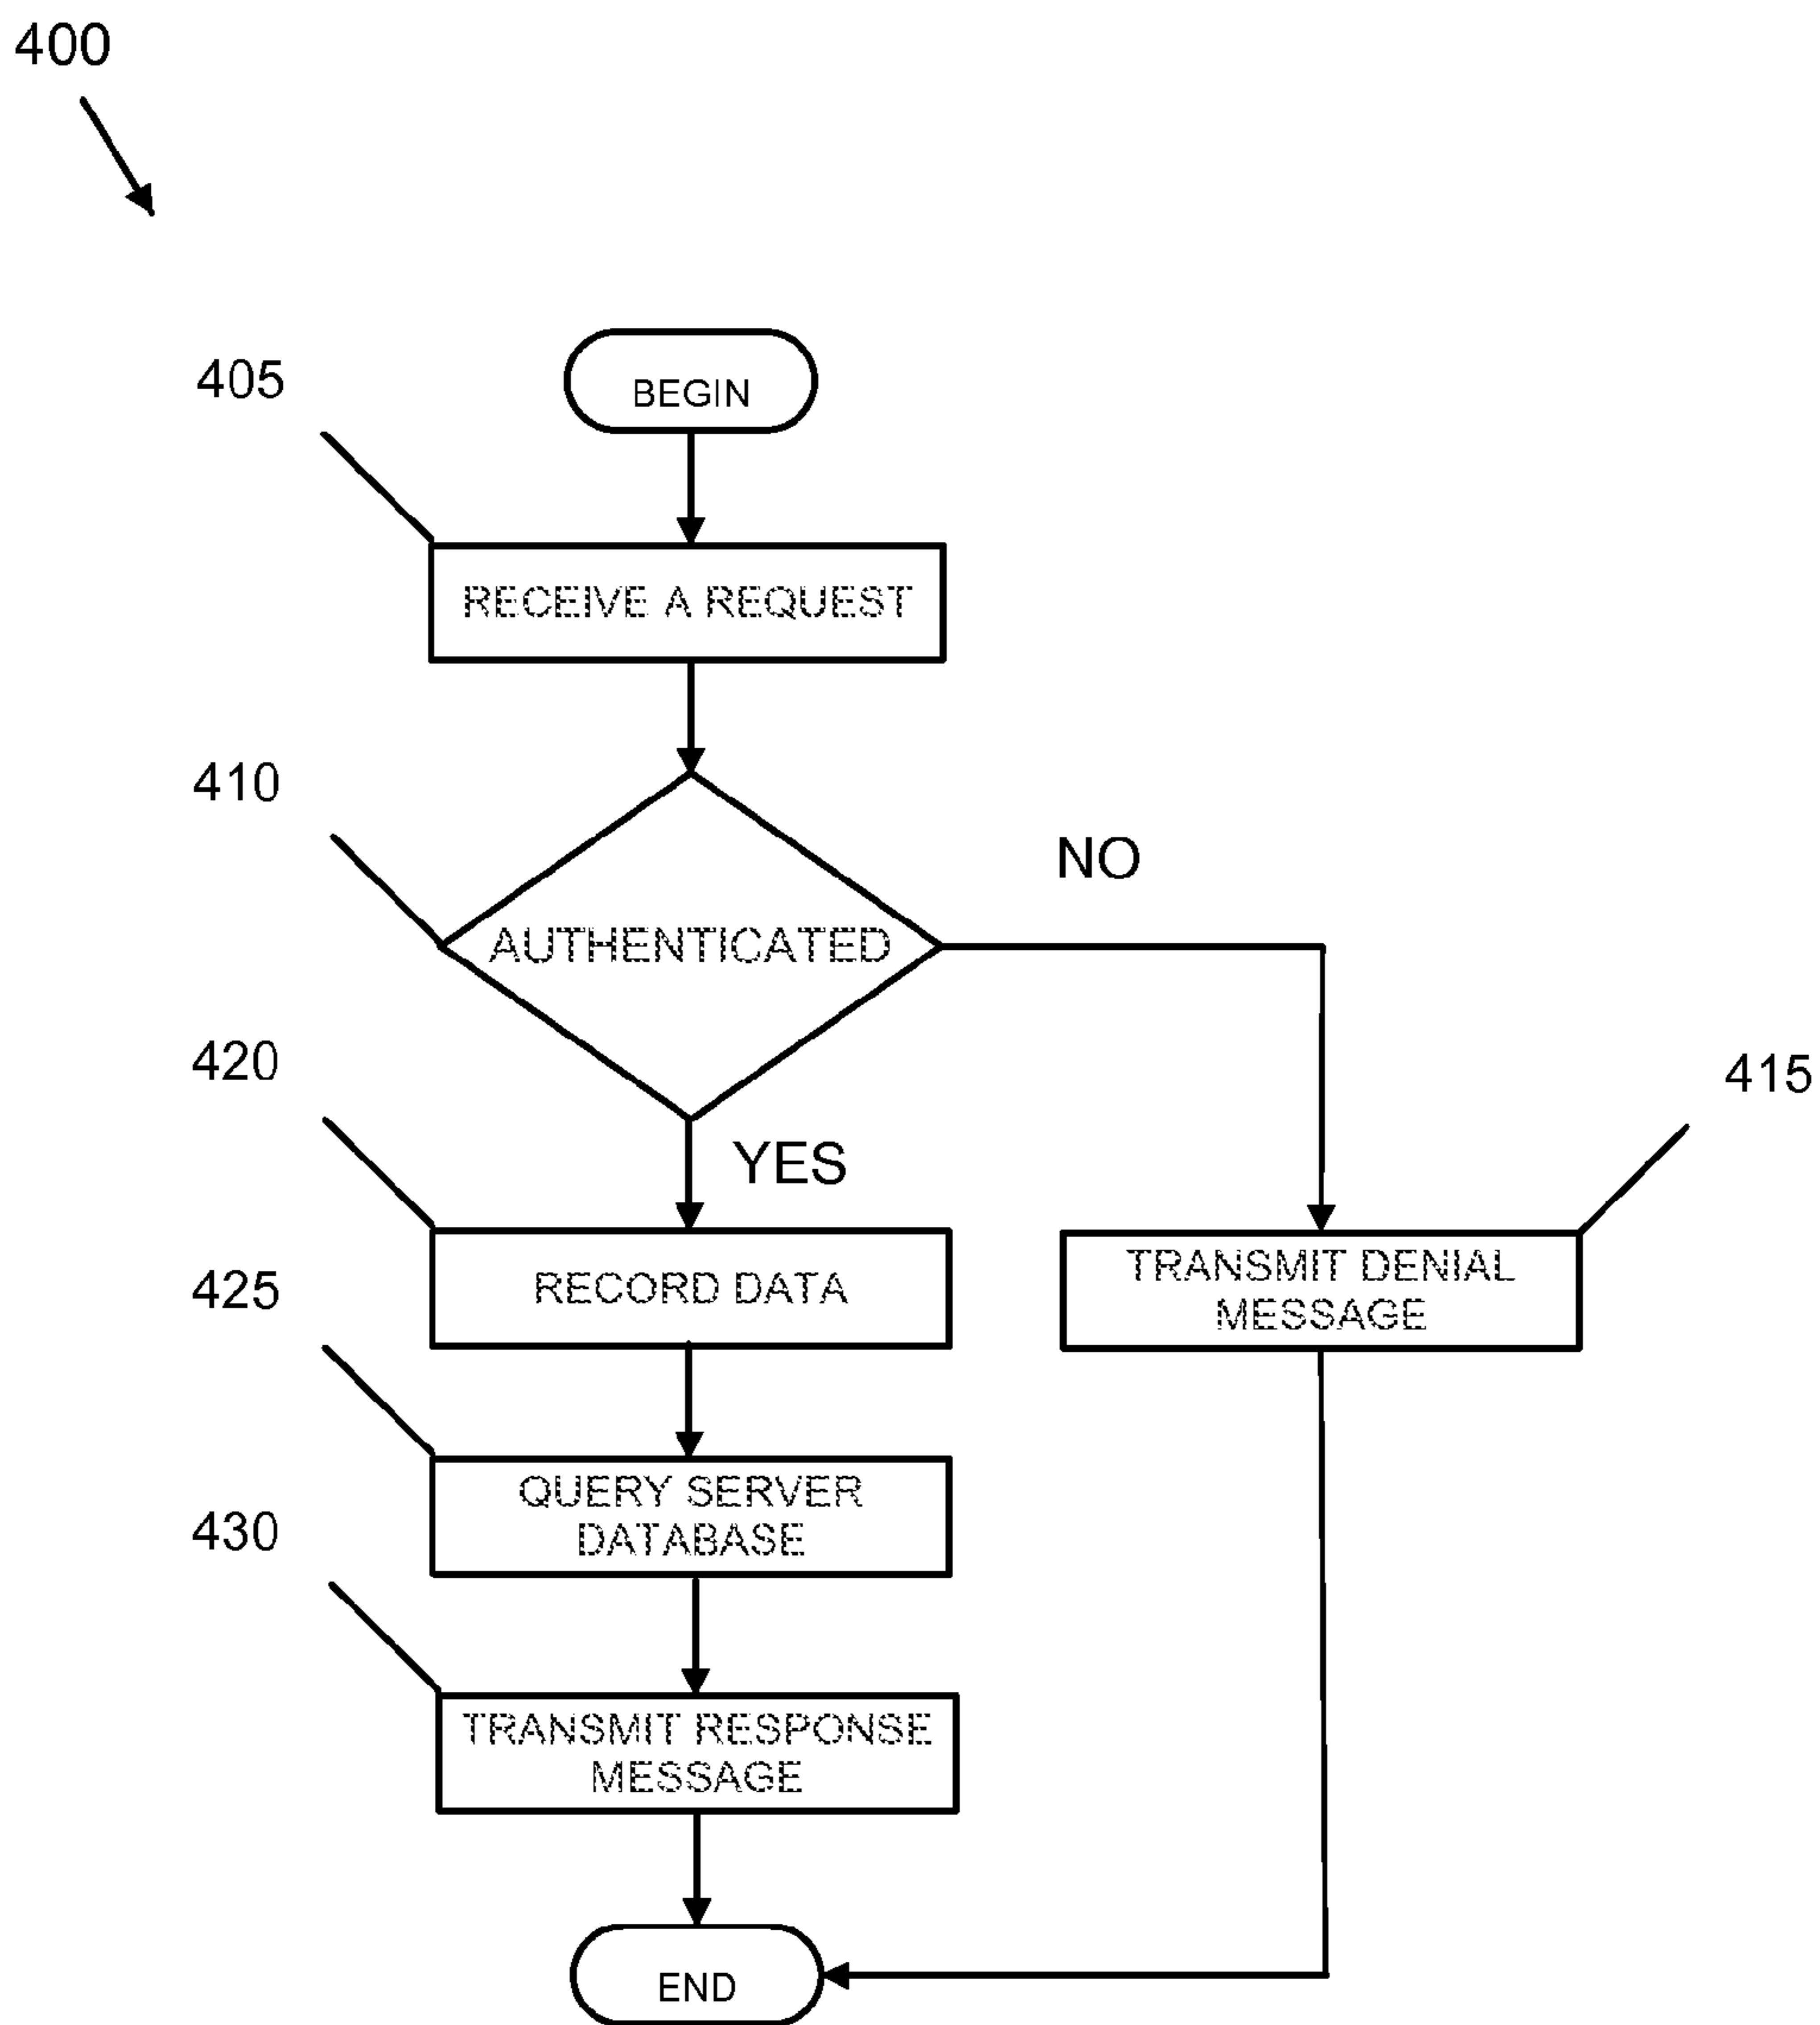 400
405
BEGIN
RECEIVE A REQUEST
410
NO
AUTHENTICATED
420
415
YES
425
RECORD DATA
TRANSMIT DENIAL
MESSAGE
430
QUERY SERVER
DATABASE
TRANSMIT RESPONSE
MESSAGE
END